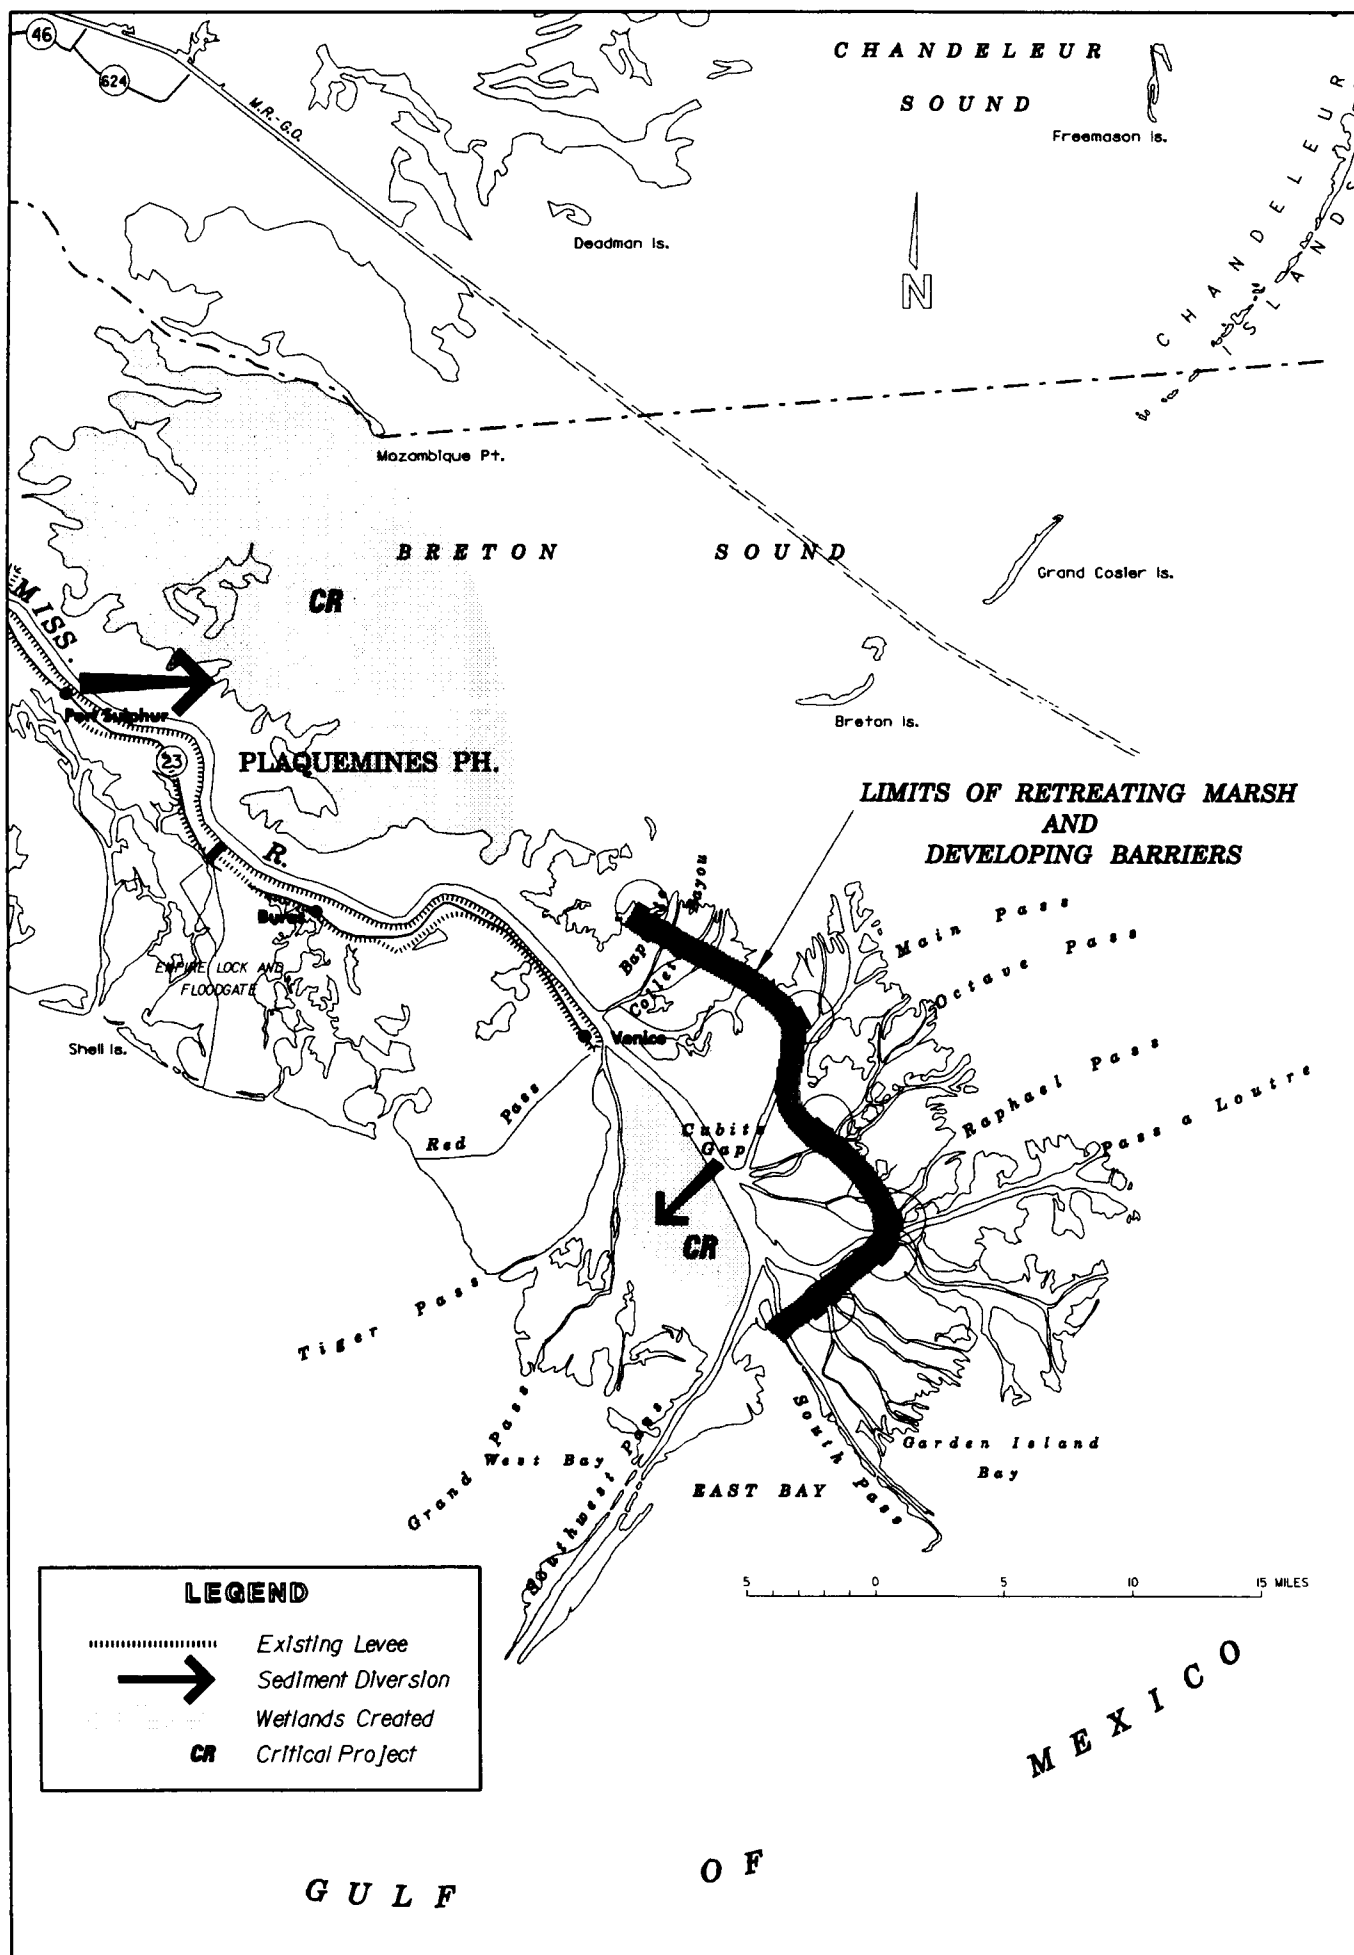 46
624
M.R.-G.O.
CHANDELEUR
SOUND
Freemason Is.
CHANDELEUR
ISLANDS
Deadman Is.
N
Mozambique Pt.
BRETON SOUND
Grand Cosier Is.
CR
MISS.
Port Sulphur
Breton Is.
23
PLAQUEMINES PH.
LIMITS OF RETREATING MARSH
AND
DEVELOPING BARRIERS
R.
Buras
Bayou
Bap
Collet
Main Pass
Octave Pass
EMPIRE LOCK AND
FLOODGATE
Shell Is.
Venice
Raphael Pass
Pass a Loutre
Red Pass
Cubits
Gap
CR
Tiger Pass
Grand Pass
West Bay
Southwest Pass
South Pass
Garden Island
Bay
EAST BAY
5 0 5 10 15 MILES
LEGEND
Existing Levee
Sediment Diversion
Wetlands Created
CR Critical Project
GULF OF MEXICO